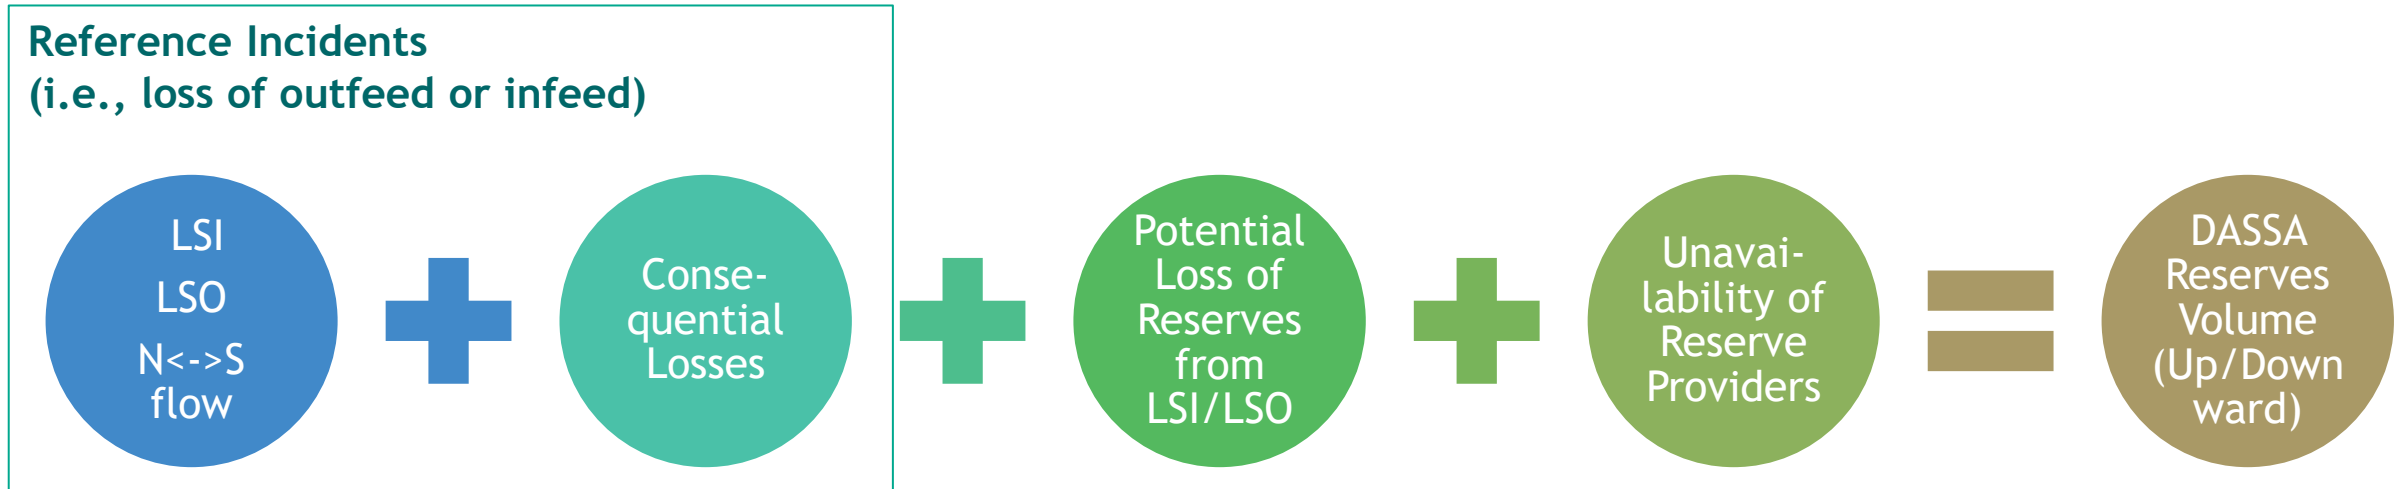 Reference Incidents
(i.e., loss of outfeed or infeed)
LSI
LSO
N<->S
flow
Conse-
quential
Losses
Potential
Loss of
Reserves
from
LSI/LSO
Unavai-
lability of
Reserve
Providers
DASSA
Reserves
Volume
(Up/Down
ward)